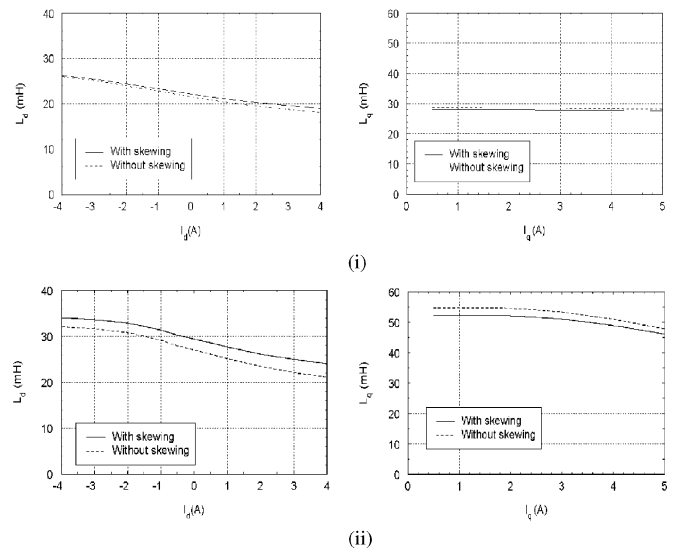 40
30
20
10
0
L_d (mH)
With skewing
Without skewing
-4 -3 -2 -1 0 1 2 3 4
I_d(A)
60
50
40
30
20
10
0
L_q (mH)
With skewing
Without skewing
0 1 2 3 4 5
I_q(A)
(i)
40
30
20
10
0
L_d (mH)
With skewing
Without skewing
-4 -3 -2 -1 0 1 2 3 4
I_d(A)
60
50
40
30
20
10
0
L_q (mH)
With skewing
Without skewing
0 1 2 3 4 5
I_q(A)
(ii)